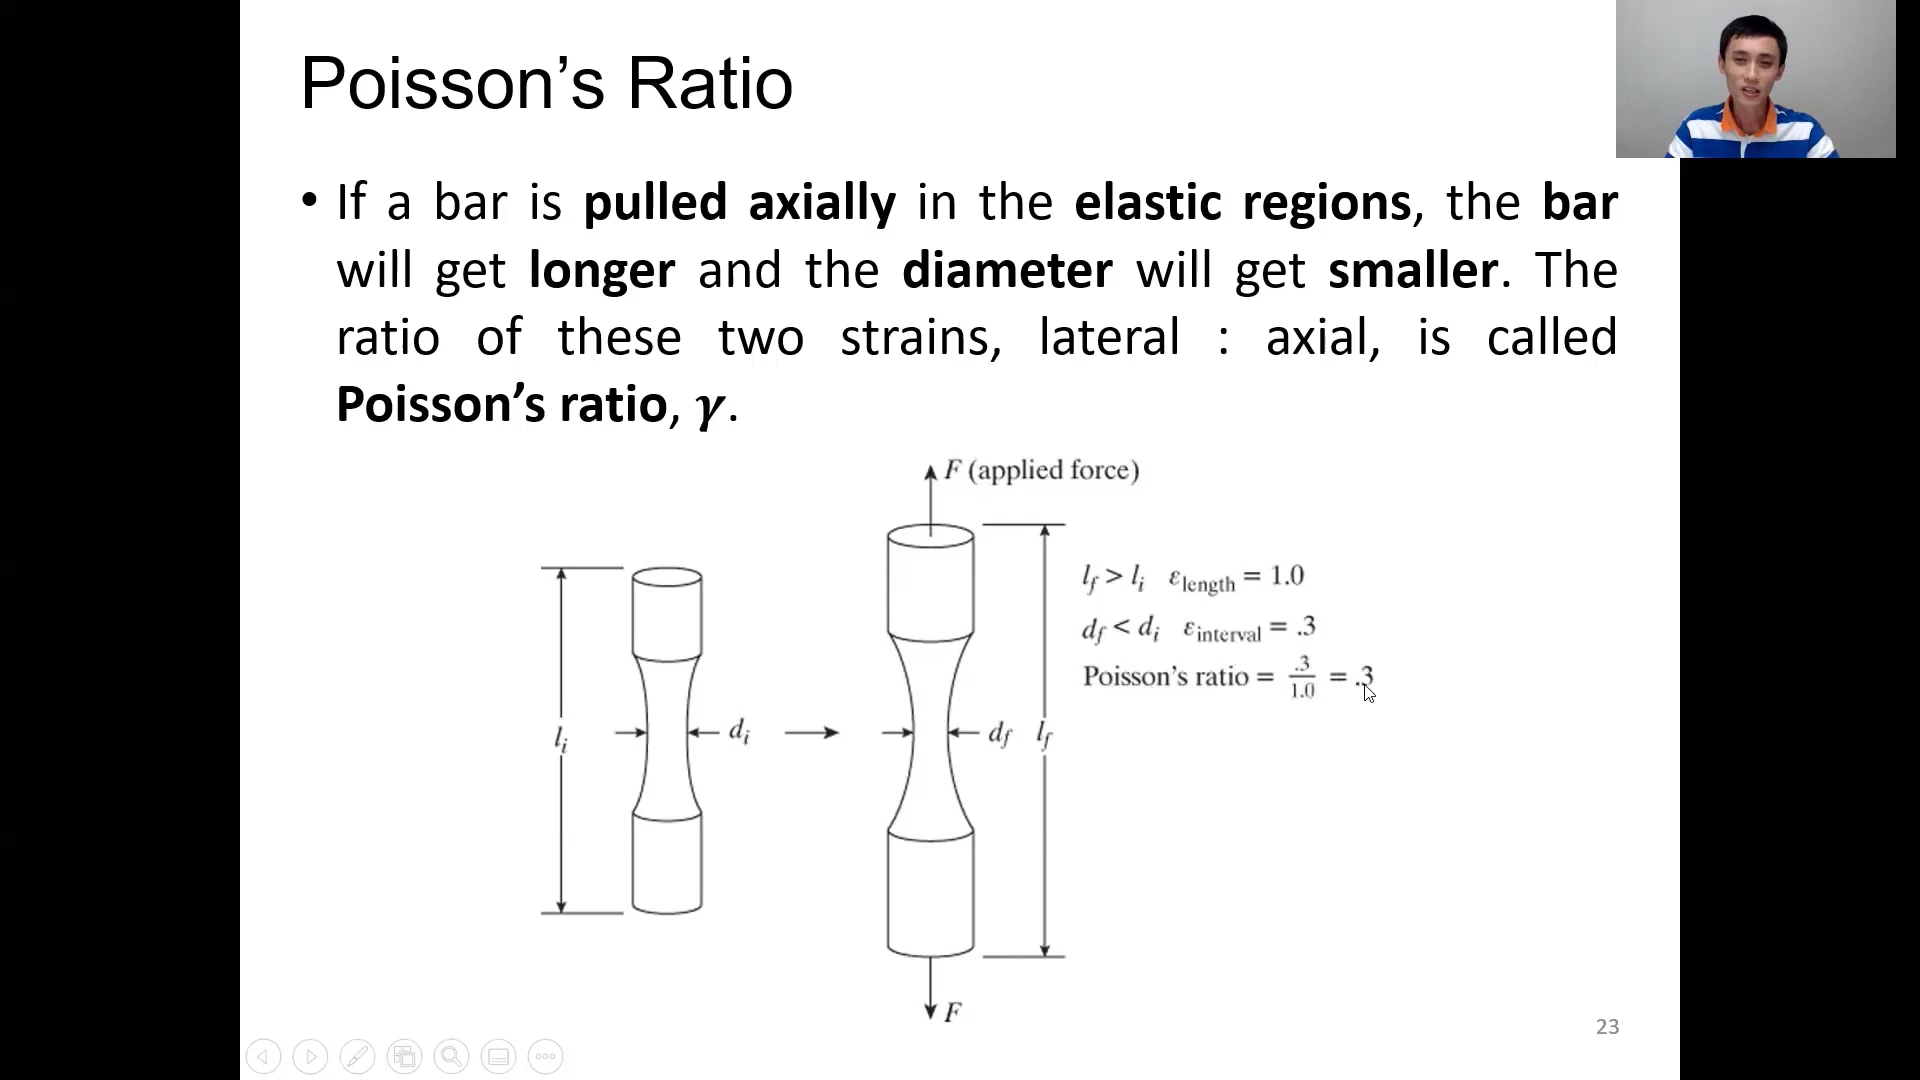 Poisson’s Ratio
• If a bar is pulled axially in the elastic regions, the bar
will get longer and the diameter will get smaller. The
ratio of these two strains, lateral : axial, is called
Poisson’s ratio, γ.
F (applied force)
l_f > l_i ε_length = 1.0
d_f < d_i ε_interval = .3
Poisson’s ratio = .3/1.0 = .3
l_i
d_i
d_f
l_f
F
23